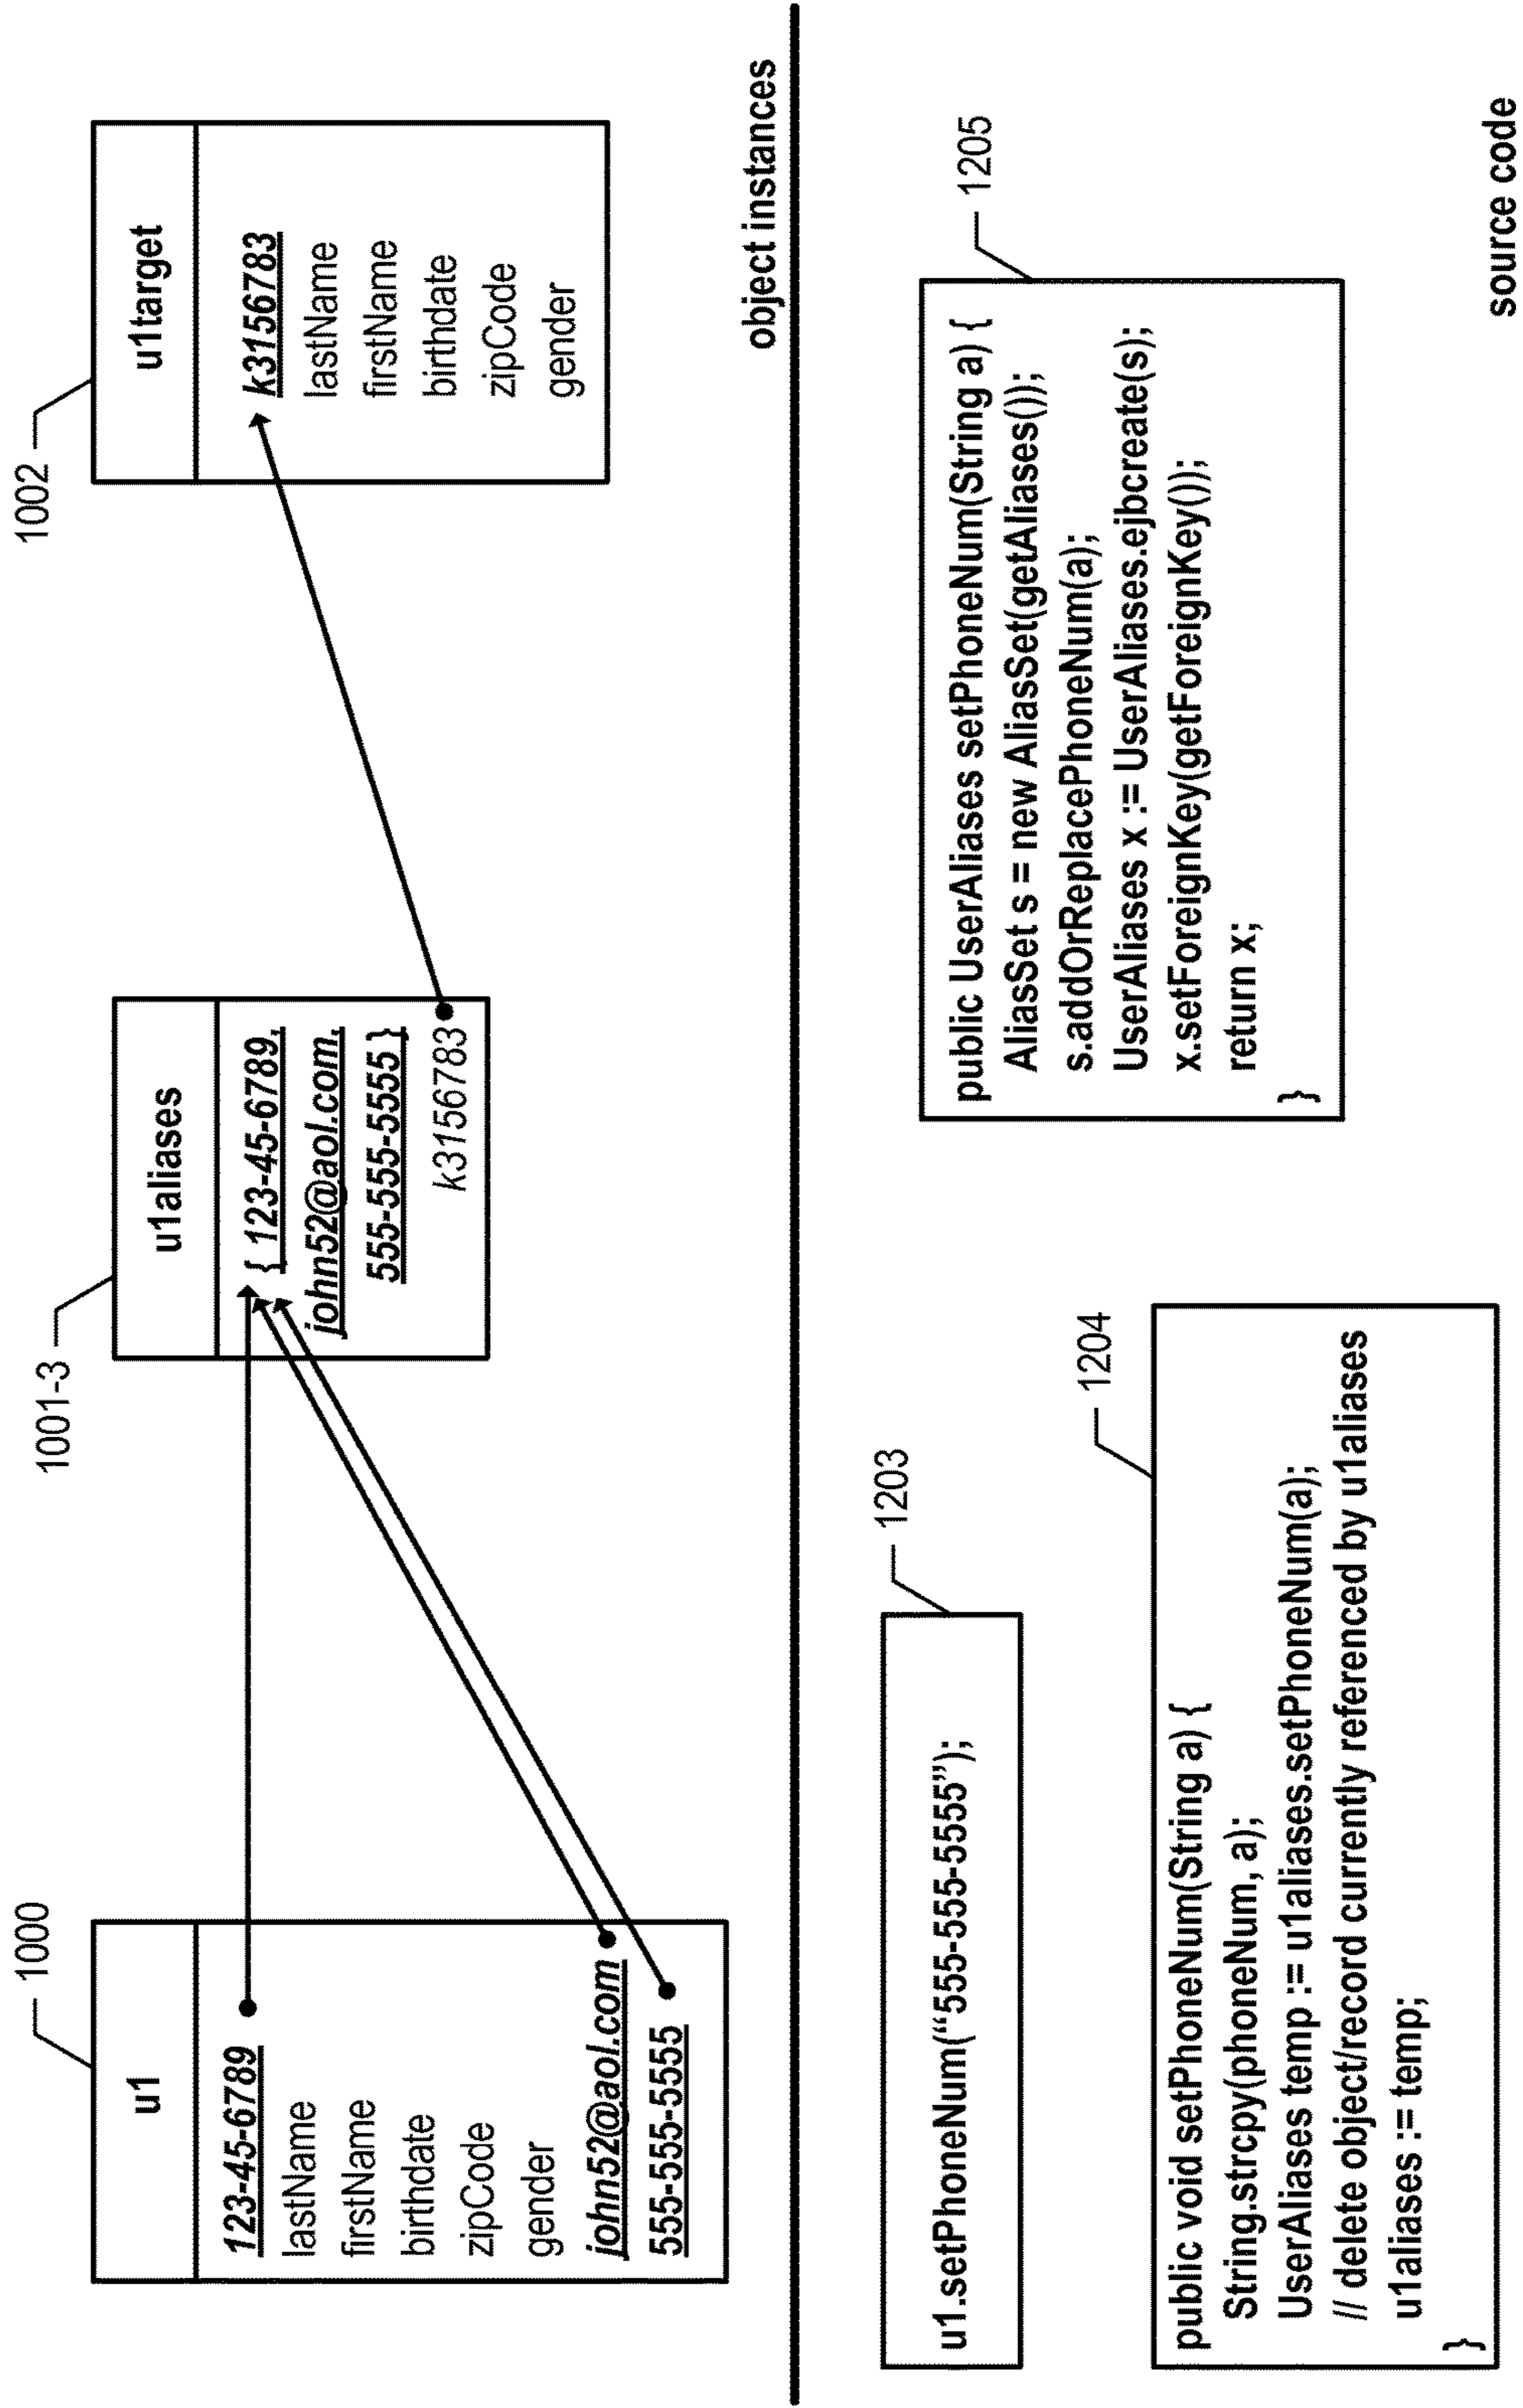 1000
u1
123-45-6789
lastName
firstName
birthdate
zipCode
gender
john52@aol.com
555-555-5555
1001-3
u1aliases
{ 123-45-6789,
john52@aol.com,
555-555-5555 }
k3156783
1002
u1target
k3156783
lastName
firstName
birthdate
zipCode
gender
object instances
1203
u1.setPhoneNum(“555-555-5555”);
1204
public void setPhoneNum(String a) {
String.strcpy(phoneNum, a);
UserAliases temp := u1aliases.setPhoneNum(a);
// delete object/record currently referenced by u1aliases
u1aliases := temp;
}
1205
public UserAliases setPhoneNum(String a) {
AliasSet s = new AliasSet(getAliases());
s.addOrReplacePhoneNum(a);
UserAliases x := UserAliases.ejbcreate(s);
x.setForeignKey(getForeignKey());
return x;
}
source code